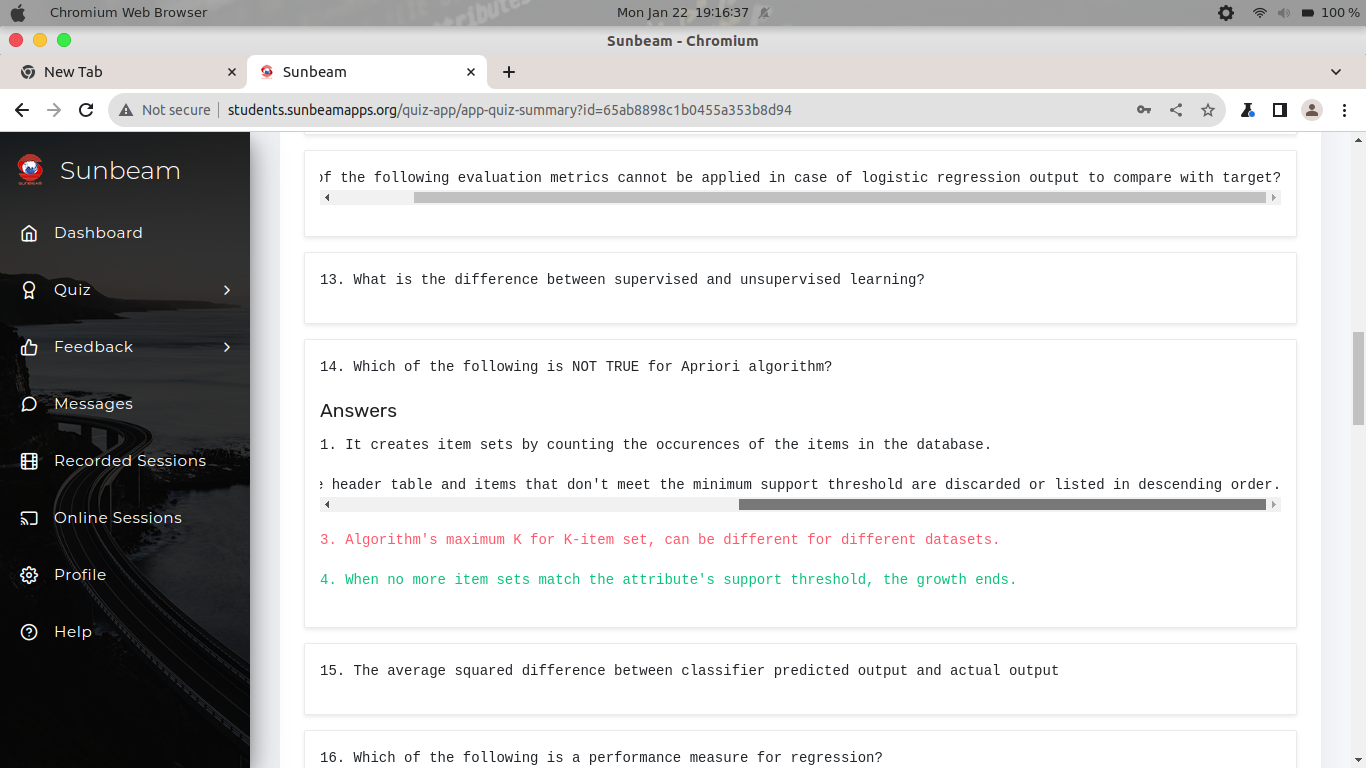 Chromium Web Browser
Mon Jan 22 19:16:37
100 %
Sunbeam - Chromium
New Tab
Sunbeam
Not secure
students.sunbeamapps.org/quiz-app/app-quiz-summary?id=65ab8898c1b0455a353b8d94
Sunbeam
Dashboard
Quiz
Feedback
Messages
Recorded Sessions
Online Sessions
Profile
Help
of the following evaluation metrics cannot be applied in case of logistic regression output to compare with target?
13. What is the difference between supervised and unsupervised learning?
14. Which of the following is NOT TRUE for Apriori algorithm?
Answers
1. It creates item sets by counting the occurences of the items in the database.
header table and items that don't meet the minimum support threshold are discarded or listed in descending order.
3. Algorithm's maximum K for K-item set, can be different for different datasets.
4. When no more item sets match the attribute's support threshold, the growth ends.
15. The average squared difference between classifier predicted output and actual output
16. Which of the following is a performance measure for regression?